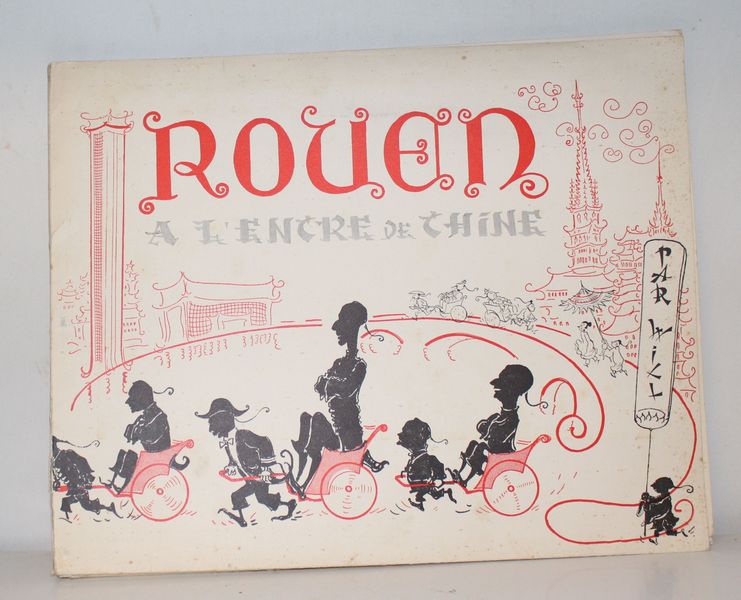 ROUEN
A L'ENCRE DE CHINE
PAR WILL